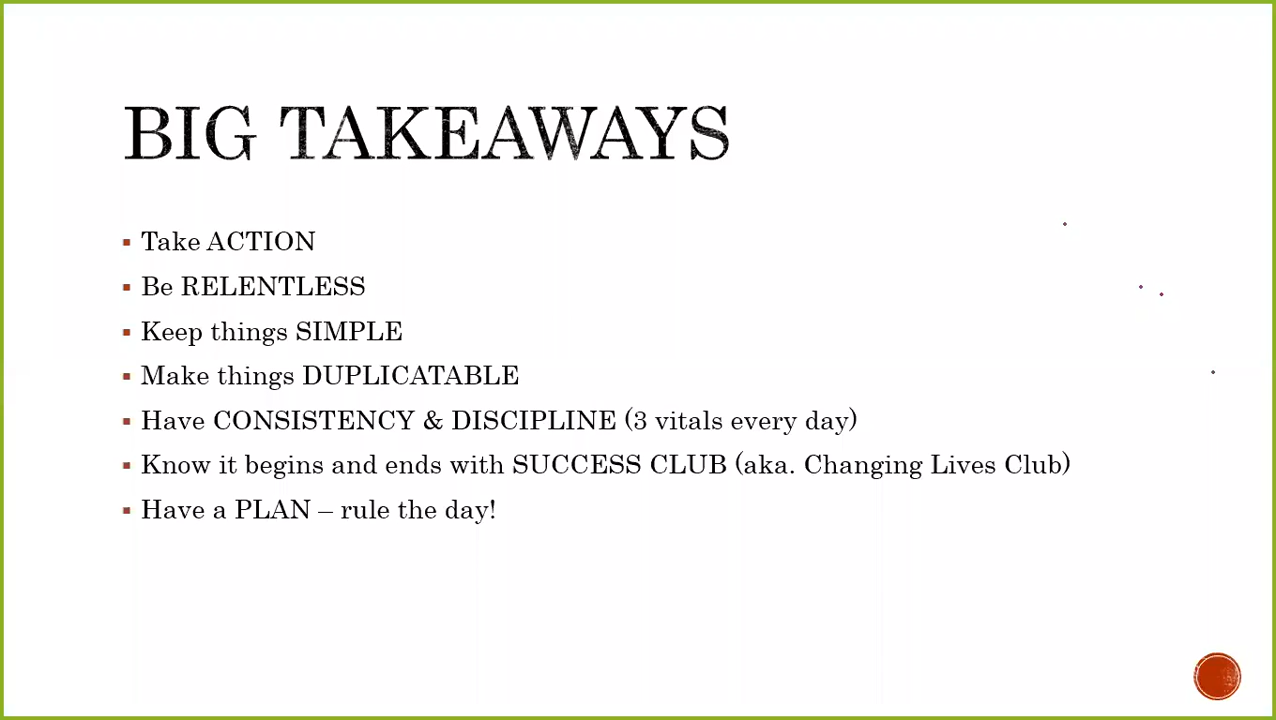 BIG TAKEAWAYS
Take ACTION
Be RELENTLESS
Keep things SIMPLE
Make things DUPLICATABLE
Have CONSISTENCY & DISCIPLINE (3 vitals every day)
Know it begins and ends with SUCCESS CLUB (aka. Changing Lives Club)
Have a PLAN – rule the day!